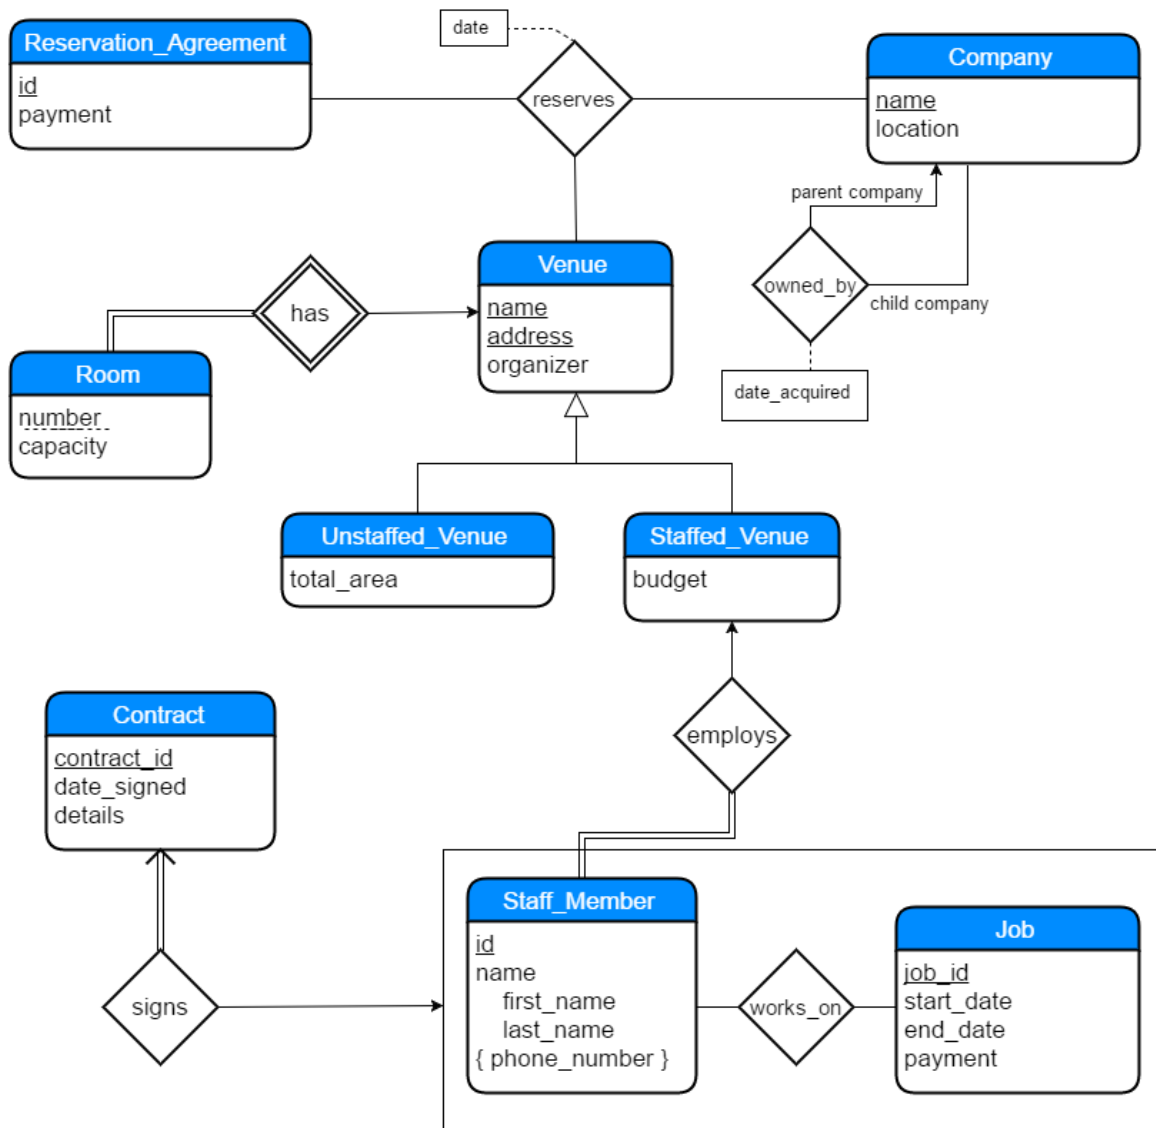 date
Reservation_Agreement
id
payment
reserves
Company
name
location
parent company
owned_by
child company
date_acquired
Venue
name
address
organizer
has
Room
number
capacity
Unstaffed_Venue
total_area
Staffed_Venue
budget
employs
Contract
contract_id
date_signed
details
signs
Staff_Member
id
name
first_name
last_name
{ phone_number }
works_on
Job
job_id
start_date
end_date
payment